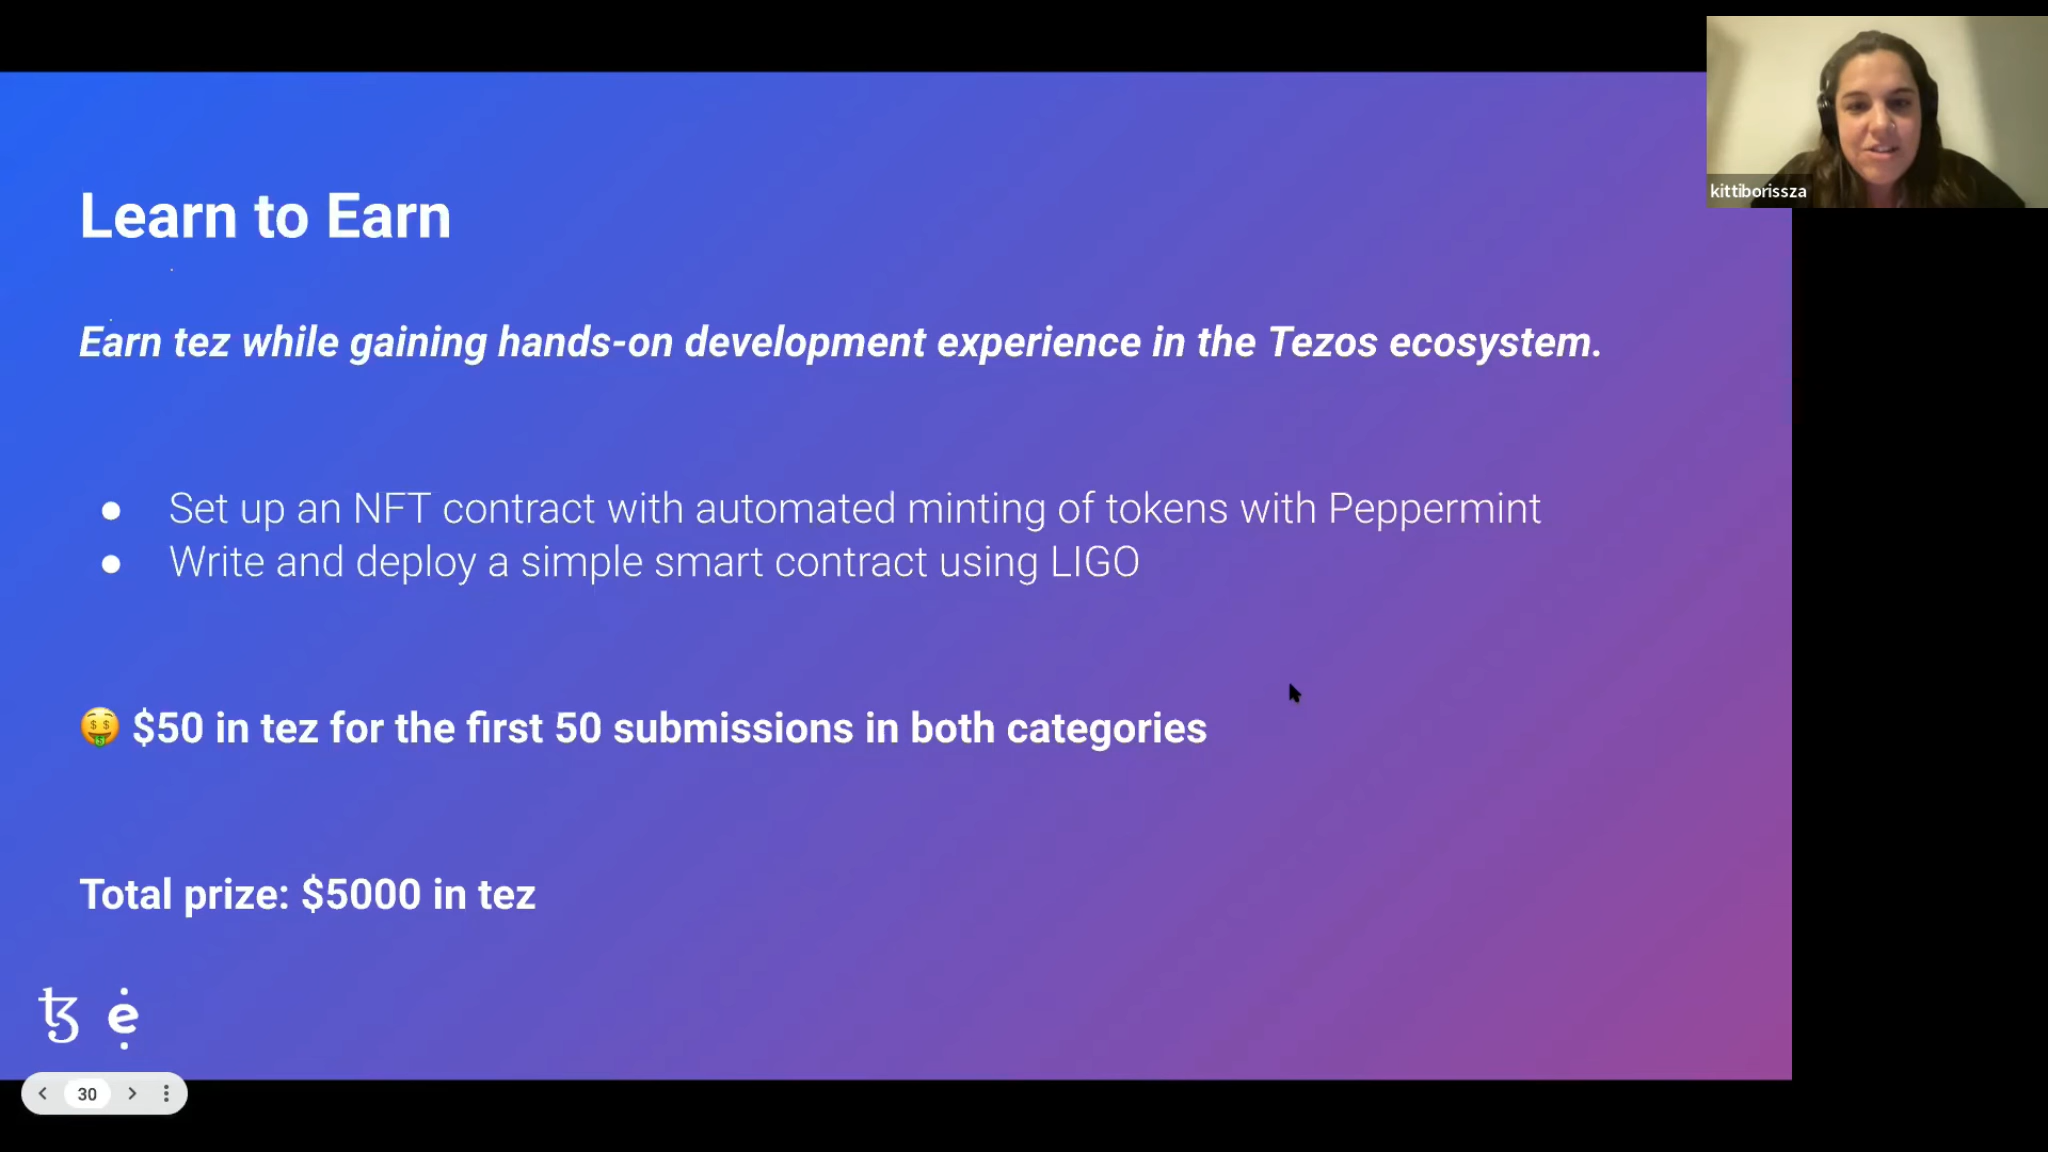 kittiborissza
Learn to Earn
Earn tez while gaining hands-on development experience in the Tezos ecosystem.
● Set up an NFT contract with automated minting of tokens with Peppermint
● Write and deploy a simple smart contract using LIGO
🤑 $50 in tez for the first 50 submissions in both categories
Total prize: $5000 in tez
ꜩ ė
30